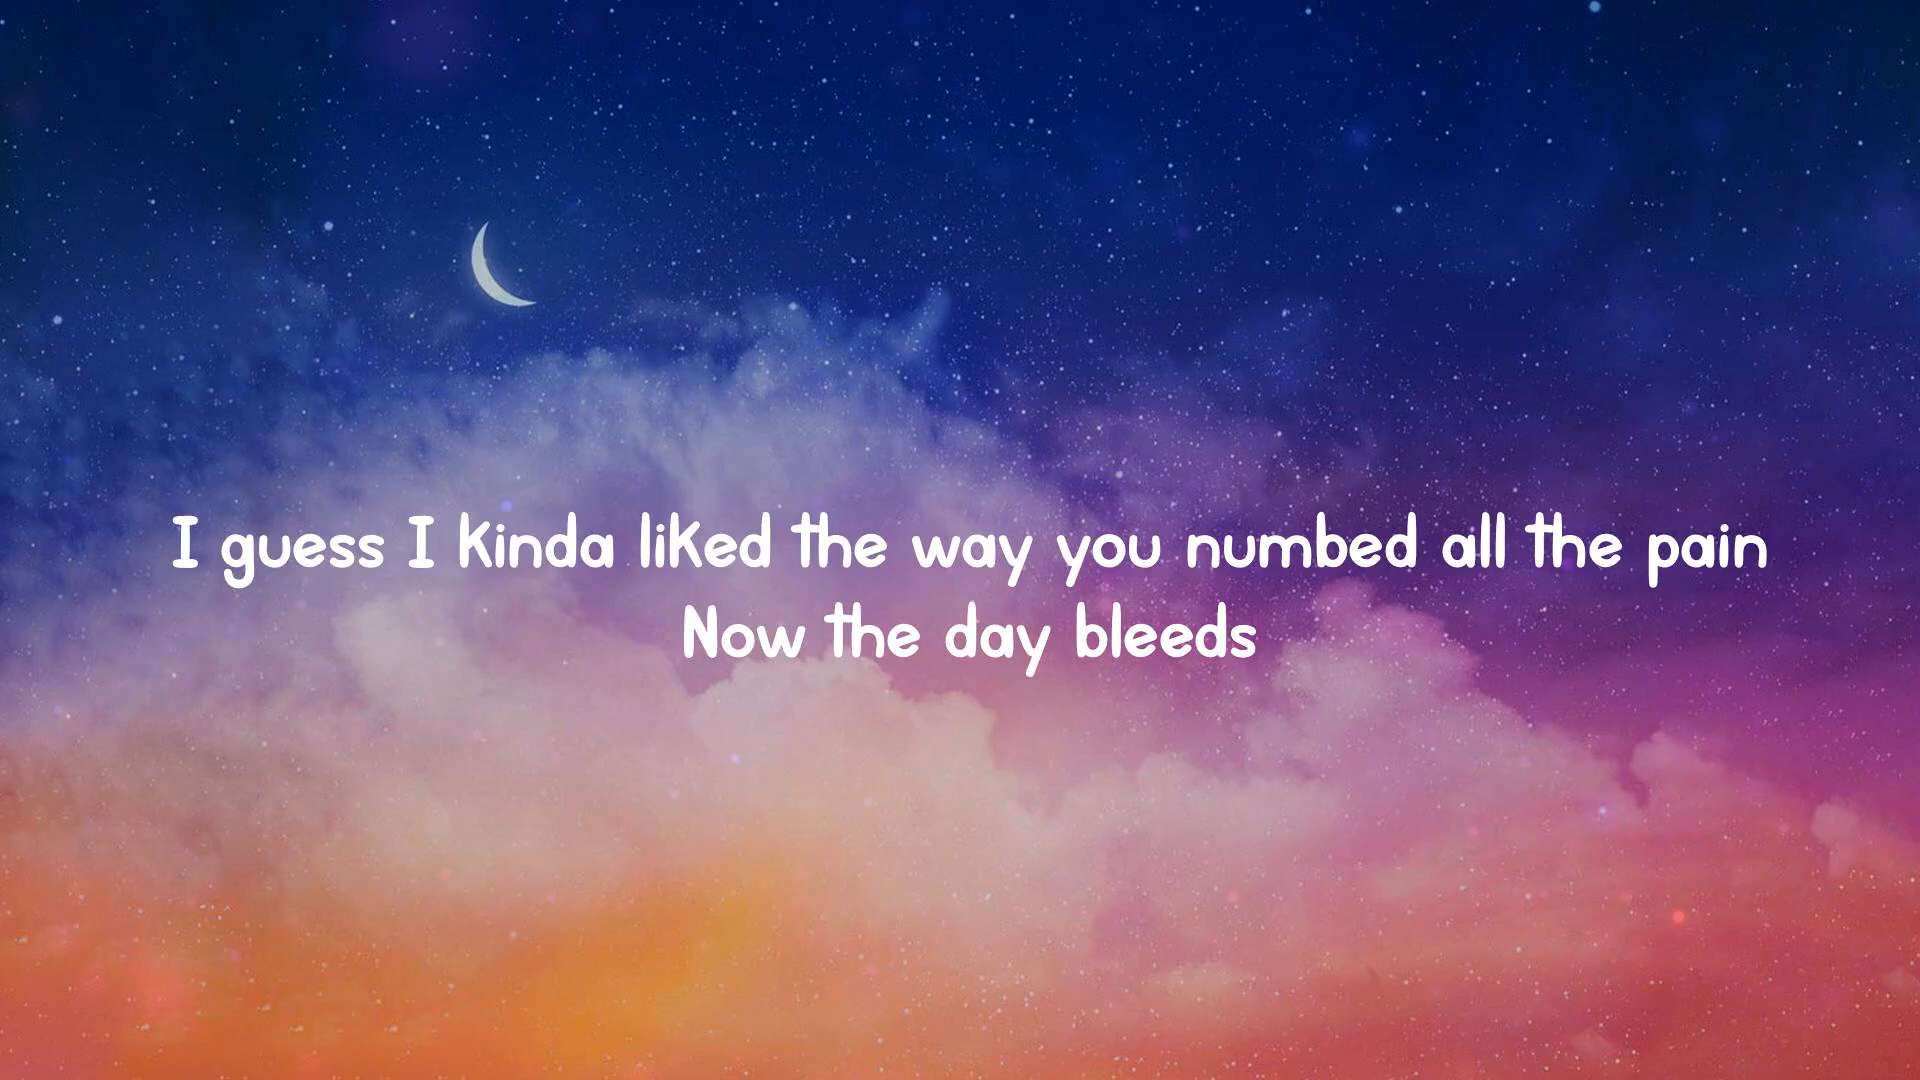 I guess I kinda liked the way you numbed all the pain
Now the day bleeds